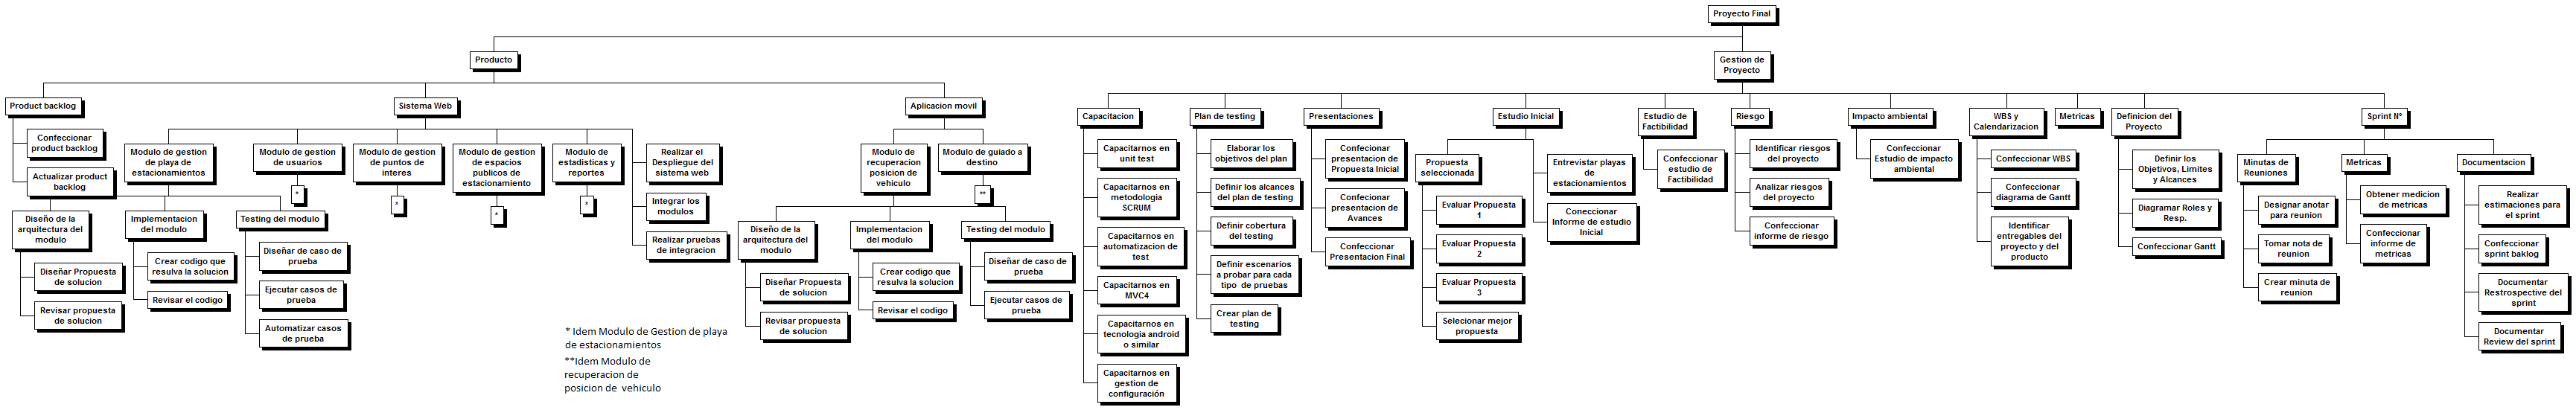 Proyecto Final
Producto
Gestion de
Proyecto
Product backlog
Confeccionar
product backlog
Actualizar product
backlog
Sistema Web
Modulo de gestion
de playa de
estacionamientos
Diseño de la
arquitectura del
modulo
Diseñar Propuesta
de solucion
Revisar propuesta
de solucion
Implementacion
del modulo
Crear codigo que
resulva la solucion
Revisar el codigo
Testing del modulo
Diseñar de caso de
prueba
Ejecutar casos de
prueba
Automatizar casos
de prueba
Modulo de gestion
de usuarios
*
Modulo de gestion
de puntos de
interes
*
Modulo de gestion
de espacios
publicos de
estacionamiento
*
Modulo de
estadisticas y
reportes
*
Realizar el
Despliegue del
sistema web
Integrar los
modulos
Realizar pruebas
de integracion
Aplicacion movil
Modulo de
recuperacion
posicion de
vehiculo
Diseño de la
arquitectura del
modulo
Diseñar Propuesta
de solucion
Revisar propuesta
de solucion
Implementacion
del modulo
Crear codigo que
resulva la solucion
Revisar el codigo
Testing del modulo
Diseñar de caso de
prueba
Ejecutar casos de
prueba
Modulo de guiado a
destino
**
* Idem Modulo de Gestion de playa
de estacionamientos
**Idem Modulo de
recuperacion de
posicion de vehiculo
Capacitacion
Capacitarnos en
unit test
Capacitarnos en
metodologia
SCRUM
Capacitarnos en
automatizacion de
test
Capacitarnos en
MVC4
Capacitarnos en
tecnologia android
o similar
Capacitarnos en
gestion de
configuración
Plan de testing
Elaborar los
objetivos del plan
Definir los alcances
del plan de testing
Definir cobertura
del testing
Definir escenarios
a probar para cada
tipo de pruebas
Crear plan de
testing
Presentaciones
Confecionar
presentacion de
Propuesta Inicial
Confecionar
presentacion de
Avances
Confeccionar
Presentacion Final
Estudio Inicial
Propuesta
seleccionada
Evaluar Propuesta
1
Evaluar Propuesta
2
Evaluar Propuesta
3
Selecionar mejor
propuesta
Entrevistar playas
de
estacionamientos
Coneccionar
Informe de estudio
Inicial
Estudio de
Factibilidad
Confeccionar
estudio de
Factibilidad
Riesgo
Identificar riesgos
del proyecto
Analizar riesgos
del proyecto
Confeccionar
informe de riesgo
Impacto ambiental
Confeccionar
Estudio de impacto
ambiental
WBS y
Calendarizacion
Confeccionar WBS
Confeccionar
diagrama de Gantt
Identificar
entregables del
proyecto y del
producto
Metricas
Definicion del
Proyecto
Definir los
Objetivos, Limites
y Alcances
Diagramar Roles y
Resp.
Confeccionar Gantt
Sprint N°
Minutas de
Reuniones
Designar anotar
para reunion
Tomar nota de
reunion
Crear minuta de
reunion
Metricas
Obtener medicion
de metricas
Confeccionar
informe de
metricas
Documentacion
Realizar
estimaciones para
el sprint
Confeccionar
sprint baklog
Documentar
Restrospective del
sprint
Documentar
Review del sprint